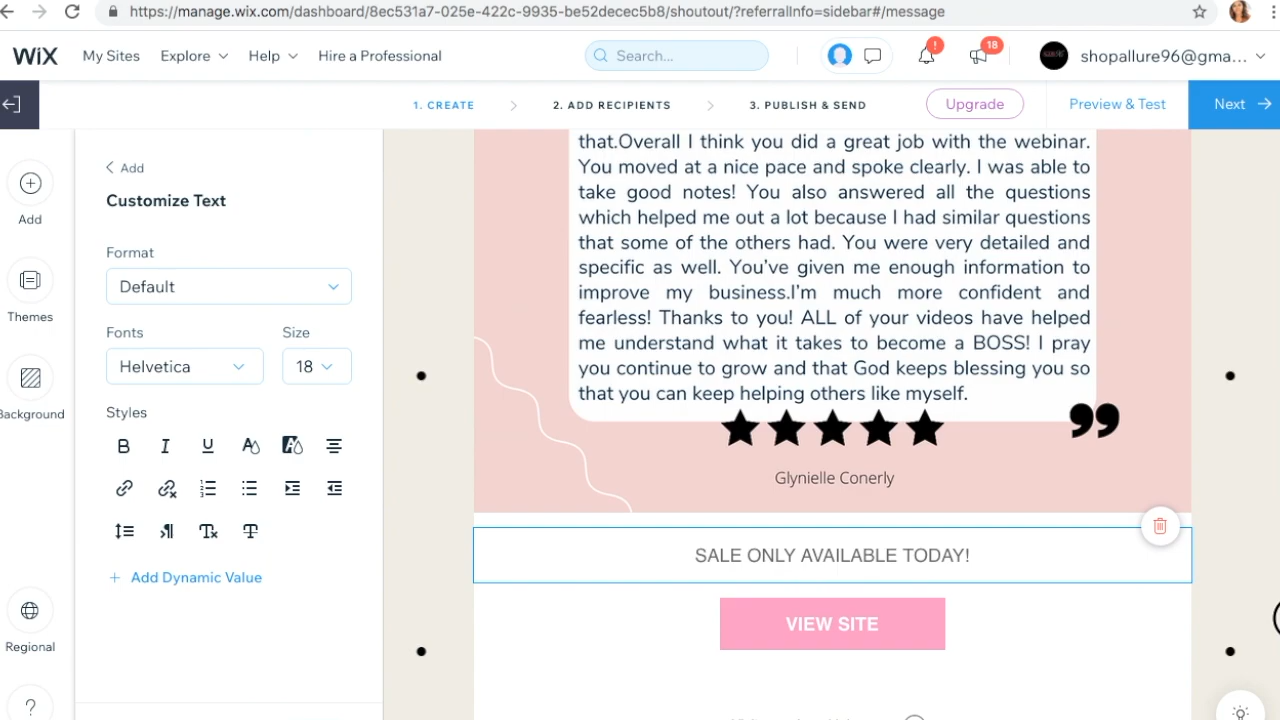 https://manage.wix.com/dashboard/8ec531a7-025e-422c-9935-be52decec5b8/shoutout/?referralInfo=sidebar#/message
WiX My Sites Explore Help Hire a Professional Search... ! 18 shopallure96@gma...
1. CREATE 2. ADD RECIPIENTS 3. PUBLISH & SEND Upgrade Preview & Test Next
Add
Customize Text
Format
Default
Fonts Size
Helvetica 18
Styles
B I U
Add Dynamic Value
Add
Themes
Background
Regional
?
that.Overall I think you did a great job with the webinar.
You moved at a nice pace and spoke clearly. I was able to
take good notes! You also answered all the questions
which helped me out a lot because I had similar questions
that some of the others had. You were very detailed and
specific as well. You've given me enough information to
improve my business.I'm much more confident and
fearless! Thanks to you! ALL of your videos have helped
me understand what it takes to become a BOSS! I pray
you continue to grow and that God keeps blessing you so
that you can keep helping others like myself.
Glynielle Conerly
SALE ONLY AVAILABLE TODAY!
VIEW SITE